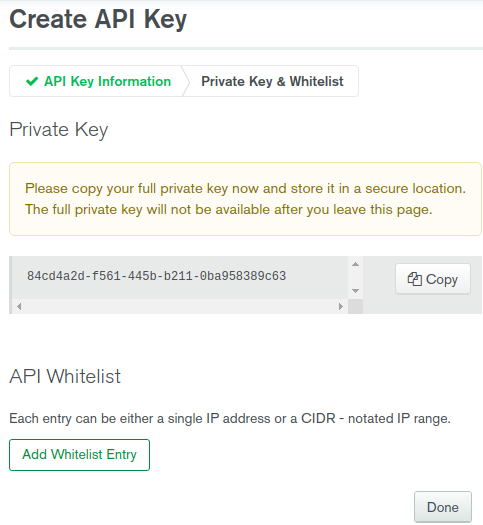 Create API Key
API Key Information
Private Key & Whitelist
Private Key
Please copy your full private key now and store it in a secure location.
The full private key will not be available after you leave this page.
84cd4a2d-f561-445b-b211-0ba958389c63
Copy
API Whitelist
Each entry can be either a single IP address or a CIDR - notated IP range.
Add Whitelist Entry
Done